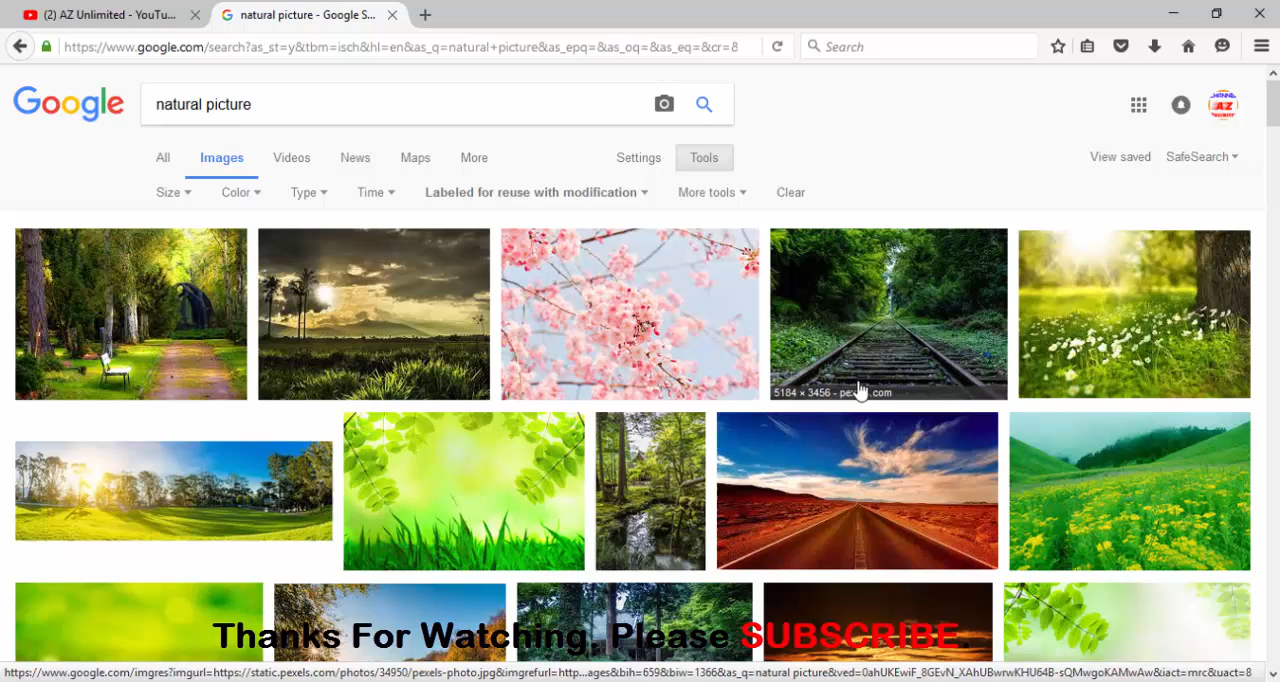 (2) AZ Unlimited - YouTu...
natural picture - Google S...
https://www.google.com/search?as_st=y&tbm=isch&hl=en&as_q=natural+picture&as_epq=&as_oq=&as_eq=&cr=&
Search
Google
natural picture
All Images Videos News Maps More Settings Tools
View saved SafeSearch
Size Color Type Time Labeled for reuse with modification More tools Clear
5184 × 3456 - pexels.com
Thanks For Watching. Please SUBSCRIBE.
https://www.google.com/imgres?imgurl=https://static.pexels.com/photos/34950/pexels-photo.jpg&imgrefurl=http...ages&bih=659&biw=1366&as_q=natural picture&ved=0ahUKEwiF_8GEvN_XAhUBwrwKHU64B-sQMwgoKAMwAw&iact=mrc&uact=8